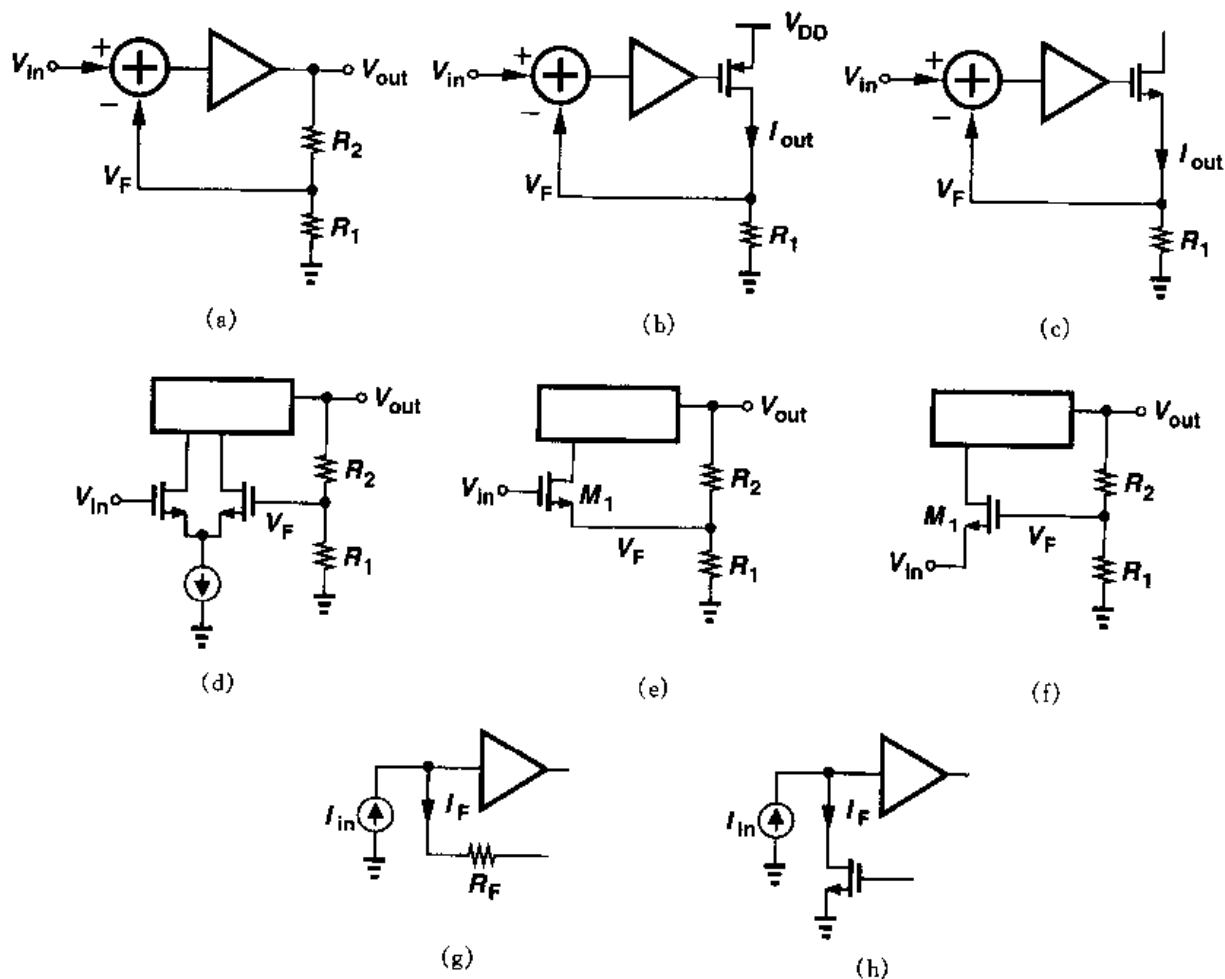 V_in + − V_out R_2 V_F R_1
(a)
V_in + − V_DD I_out V_F R_1
(b)
V_in + − I_out V_F R_1
(c)
V_in V_out R_2 V_F R_1
(d)
V_in M_1 V_out R_2 V_F R_1
(e)
V_in M_1 V_out R_2 V_F R_1
(f)
I_in I_F R_F
(g)
I_in I_F
(h)